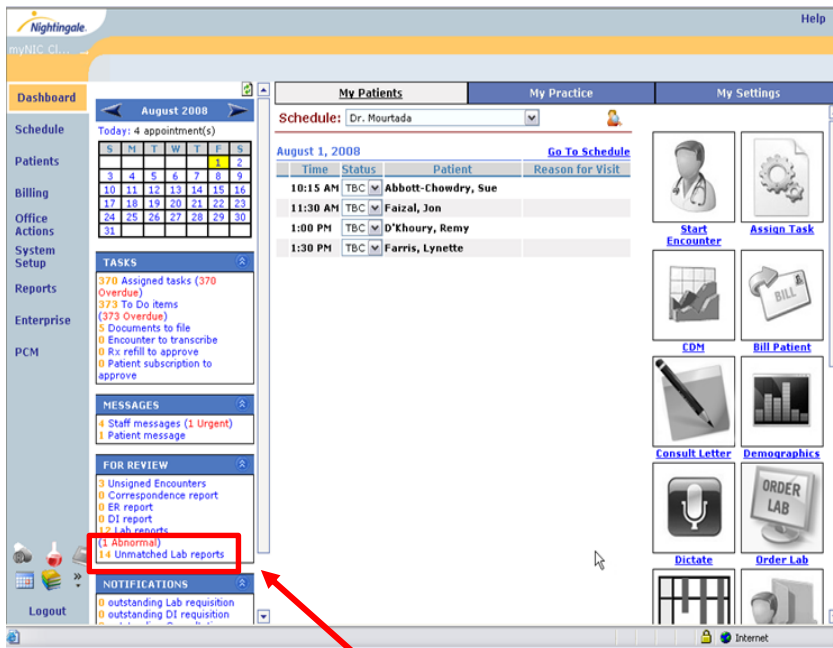 Nightingale.
Help
myNIC Cl...
Dashboard
Schedule
Patients
Billing
Office
Actions
System
Setup
Reports
Enterprise
PCM
Logout
August 2008
Today: 4 appointment(s)
S M T W T F S
1 2
3 4 5 6 7 8 9
10 11 12 13 14 15 16
17 18 19 20 21 22 23
24 25 26 27 28 29 30
31
TASKS
370 Assigned tasks (370
Overdue)
373 To Do items
(373 Overdue)
5 Documents to file
0 Encounter to transcribe
0 Rx refill to approve
0 Patient subscription to
approve
MESSAGES
4 Staff messages (1 Urgent)
1 Patient message
FOR REVIEW
3 Unsigned Encounters
0 Correspondence report
0 ER report
0 DI report
12 Lab reports
(1 Abnormal)
14 Unmatched Lab reports
NOTIFICATIONS
0 outstanding Lab requisition
0 outstanding DI requisition
My Patients
My Practice
My Settings
Schedule: Dr. Mourtada
August 1, 2008
Go To Schedule
Time Status Patient Reason for Visit
10:15 AM TBC Abbott-Chowdry, Sue
11:30 AM TBC Faizal, Jon
1:00 PM TBC D'Khoury, Remy
1:30 PM TBC Farris, Lynette
Start
Encounter
Assign Task
CDM
BILL
Bill Patient
Consult Letter
Demographics
Dictate
ORDER
LAB
Order Lab
Internet